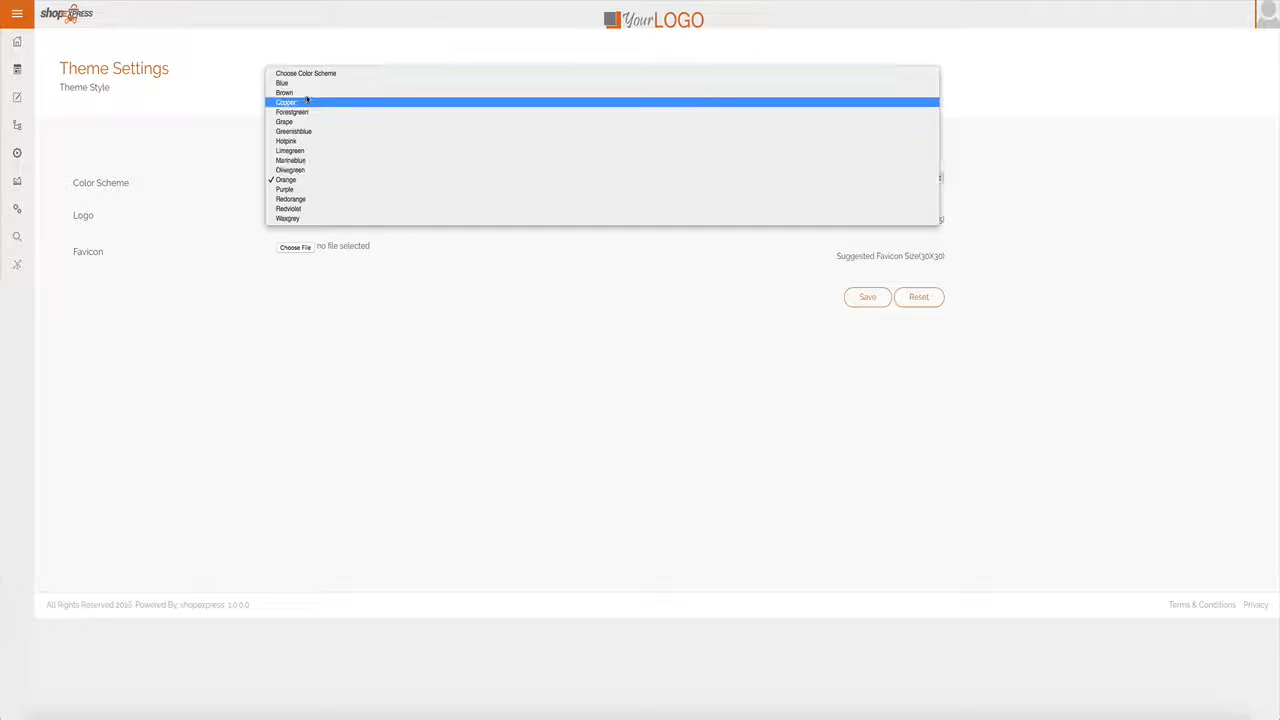 shopexpress
YourLOGO
Theme Settings
Theme Style
Choose Color Scheme
Blue
Brown
Copper
Forestgreen
Grape
Greenishblue
Hotpink
Limegreen
Marineblue
Olivegreen
✓ Orange
Purple
Redorange
Redviolet
Waxgrey
Color Scheme
Logo
Favicon
Choose File no file selected
Suggested Favicon Size(30X30)
Save Reset
All Rights Reserved 2016. Powered By, shopexpress 1.0.0.0
Terms & Conditions Privacy